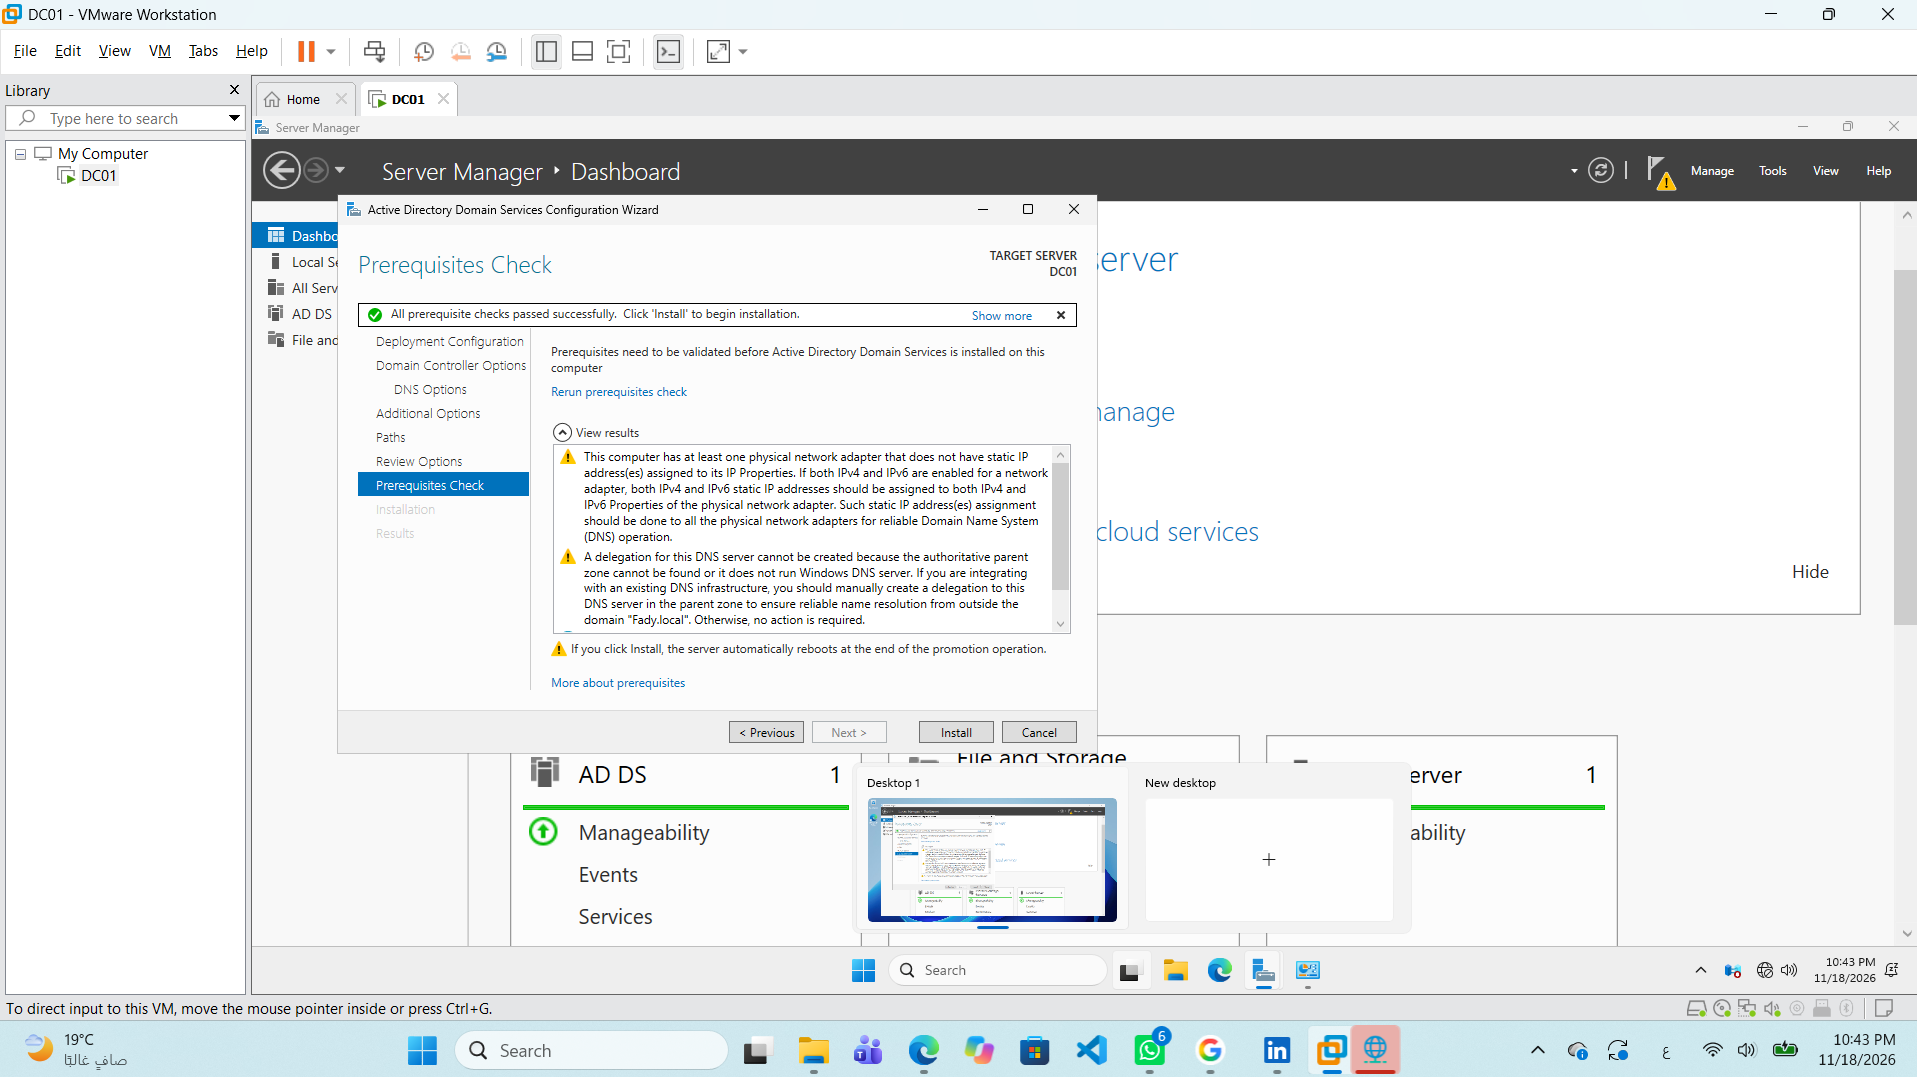 DC01 - VMware Workstation
File Edit View VM Tabs Help
Library
Type here to search
My Computer
DC01
Home
DC01
Server Manager
Server Manager Dashboard
Manage Tools View Help
Dashbo
Local Se
All Serv
AD DS
File and
Active Directory Domain Services Configuration Wizard
Prerequisites Check
TARGET SERVER
DC01
All prerequisite checks passed successfully. Click 'Install' to begin installation.
Show more
Deployment Configuration
Domain Controller Options
DNS Options
Additional Options
Paths
Review Options
Prerequisites Check
Installation
Results
Prerequisites need to be validated before Active Directory Domain Services is installed on this
computer
Rerun prerequisites check
View results
This computer has at least one physical network adapter that does not have static IP
address(es) assigned to its IP Properties. If both IPv4 and IPv6 are enabled for a network
adapter, both IPv4 and IPv6 static IP addresses should be assigned to both IPv4 and
IPv6 Properties of the physical network adapter. Such static IP address(es) assignment
should be done to all the physical network adapters for reliable Domain Name System
(DNS) operation.
A delegation for this DNS server cannot be created because the authoritative parent
zone cannot be found or it does not run Windows DNS server. If you are integrating
with an existing DNS infrastructure, you should manually create a delegation to this
DNS server in the parent zone to ensure reliable name resolution from outside the
domain "Fady.local". Otherwise, no action is required.
If you click Install, the server automatically reboots at the end of the promotion operation.
More about prerequisites
< Previous
Next >
Install
Cancel
server
manage
cloud services
Hide
AD DS 1
Manageability
Events
Services
File and Storage
erver 1
ability
Desktop 1
New desktop
Search
10:43 PM
11/18/2026
To direct input to this VM, move the mouse pointer inside or press Ctrl+G.
19°C
صافٍ غالبًا
Search
6
ع
10:43 PM
11/18/2026